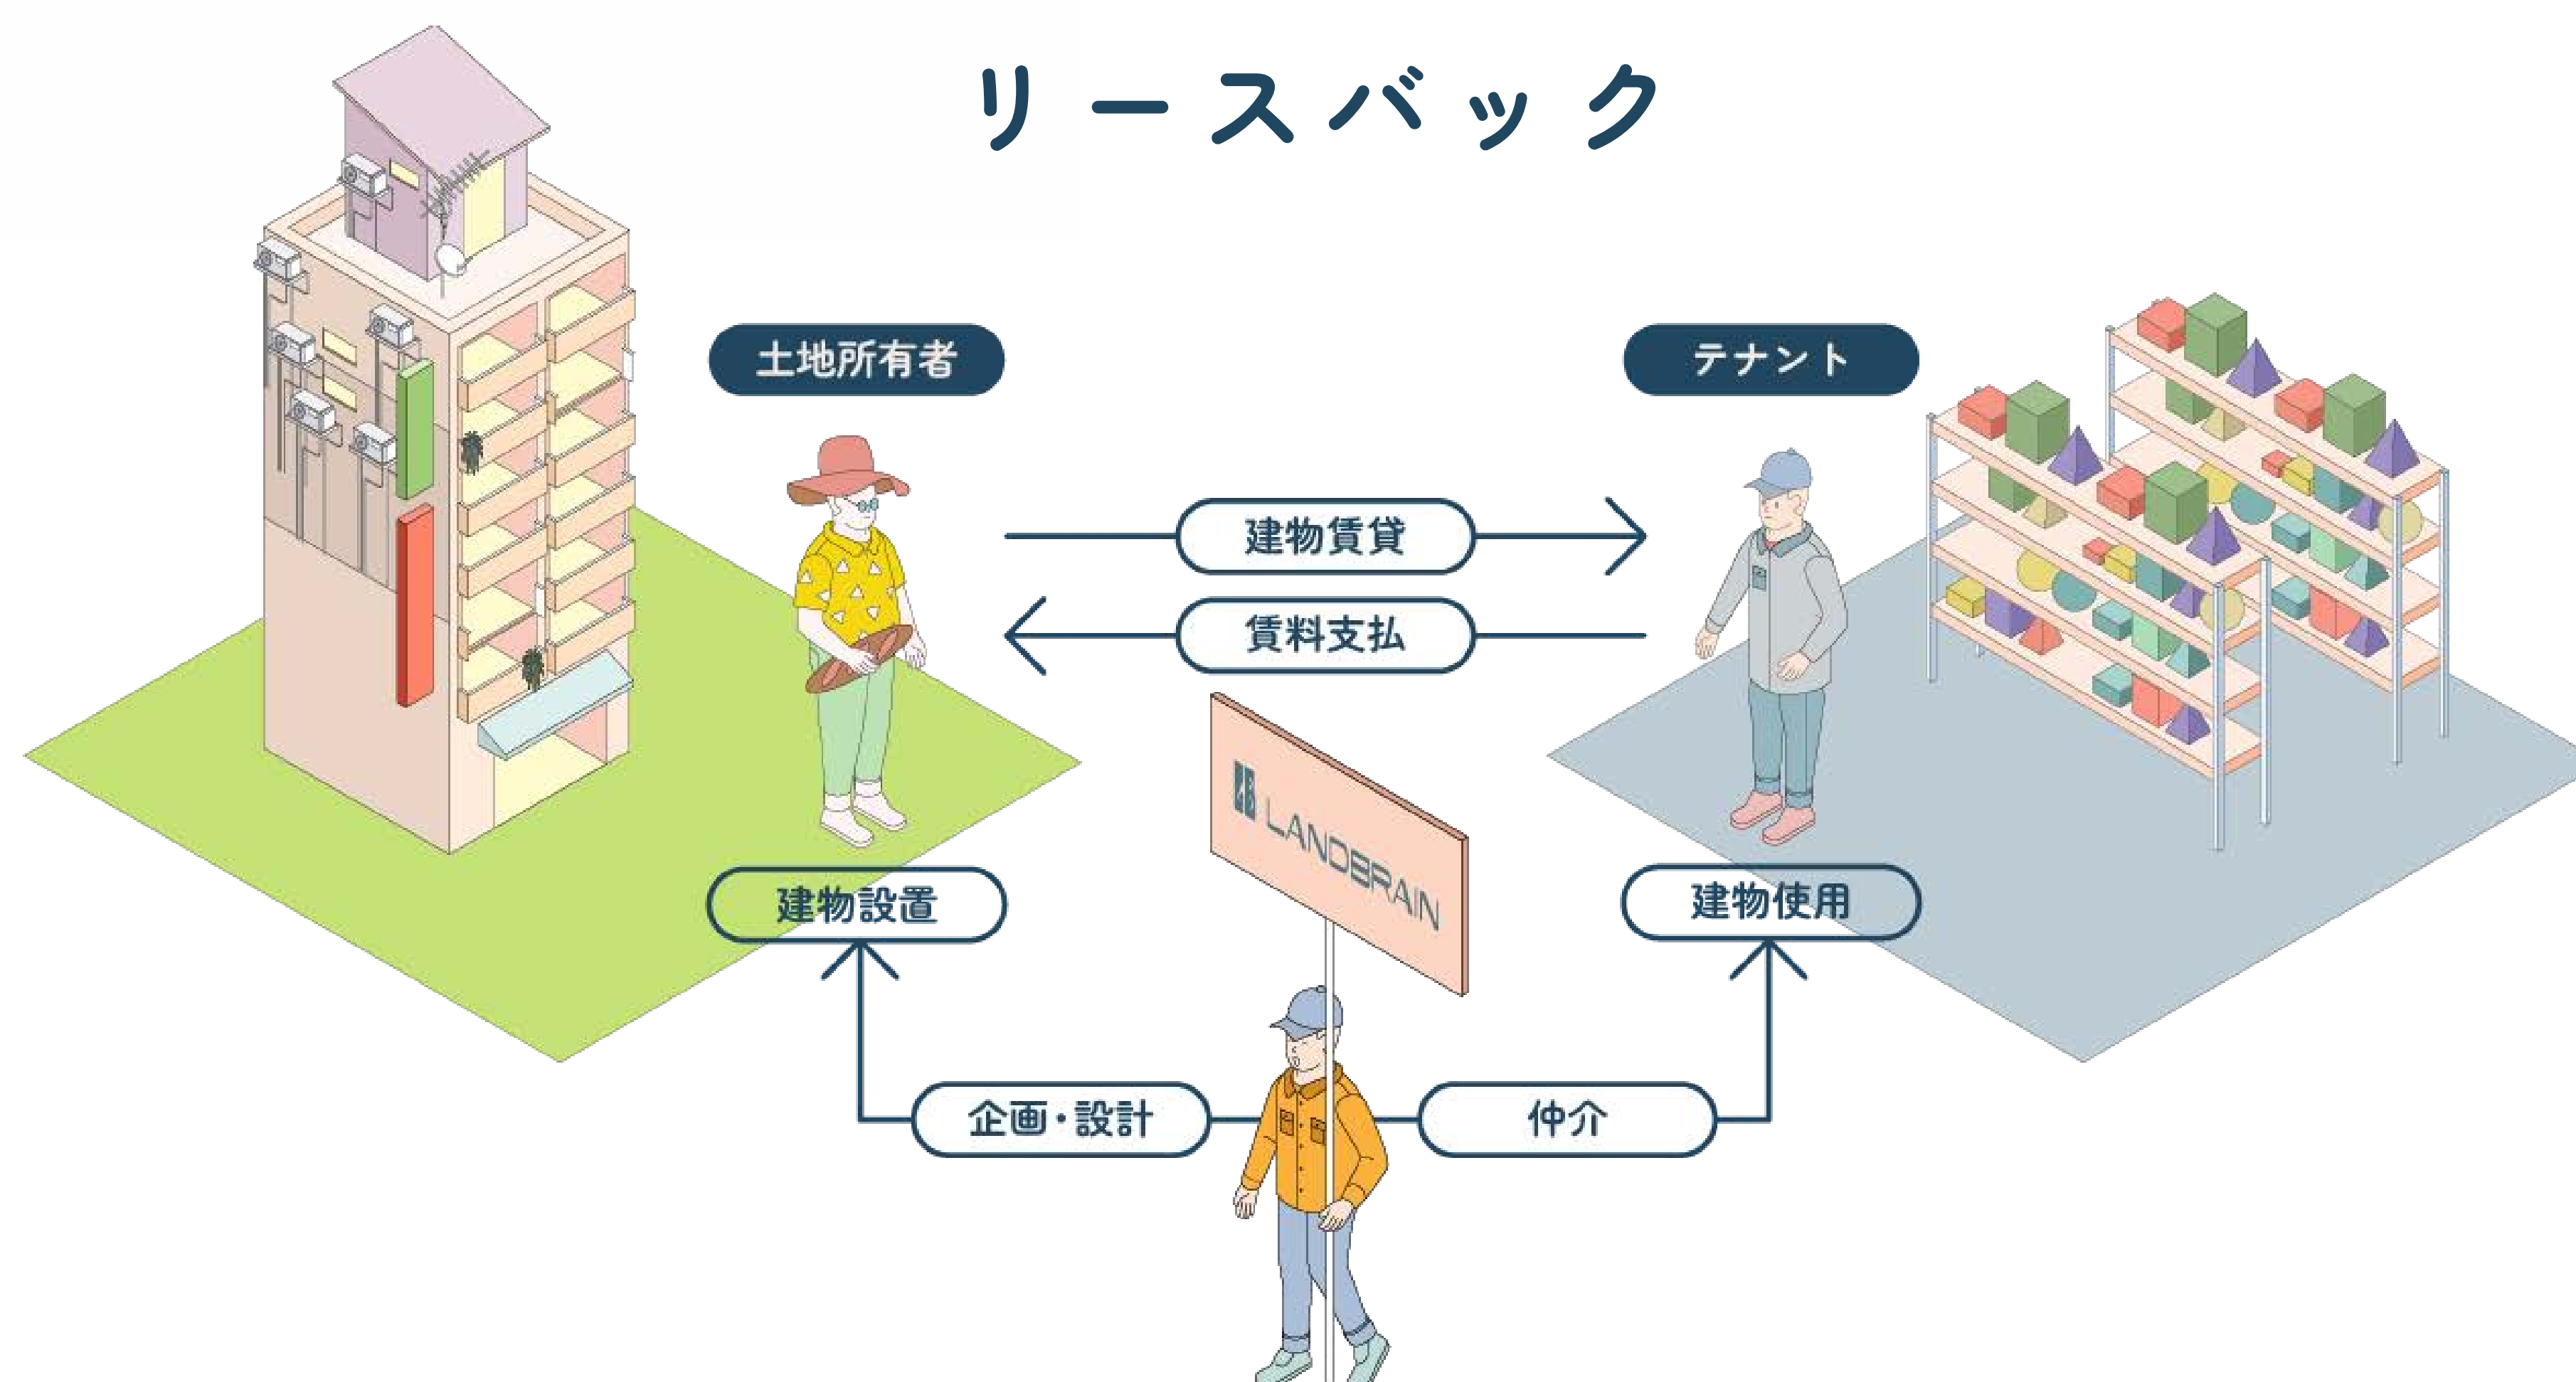 リースバック
土地所有者
テナント
建物賃貸
賃料支払
LANDBRAIN
建物設置
建物使用
企画・設計
仲介